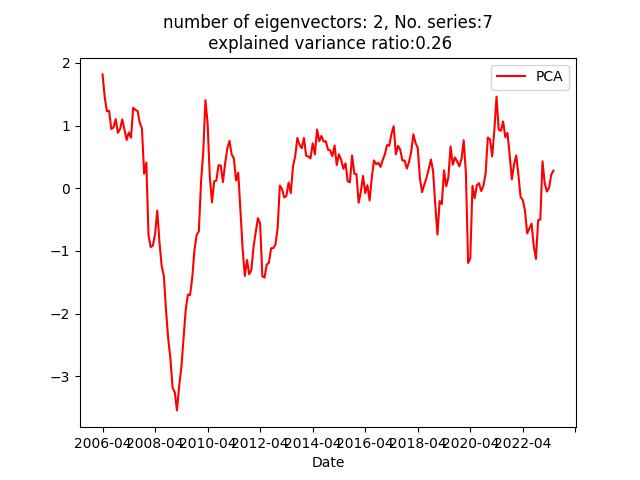 number of eigenvectors: 2, No. series:7
explained variance ratio:0.26
PCA
2
1
0
−1
−2
−3
2006-04 2008-04 2010-04 2012-04 2014-04 2016-04 2018-04 2020-04 2022-04
Date